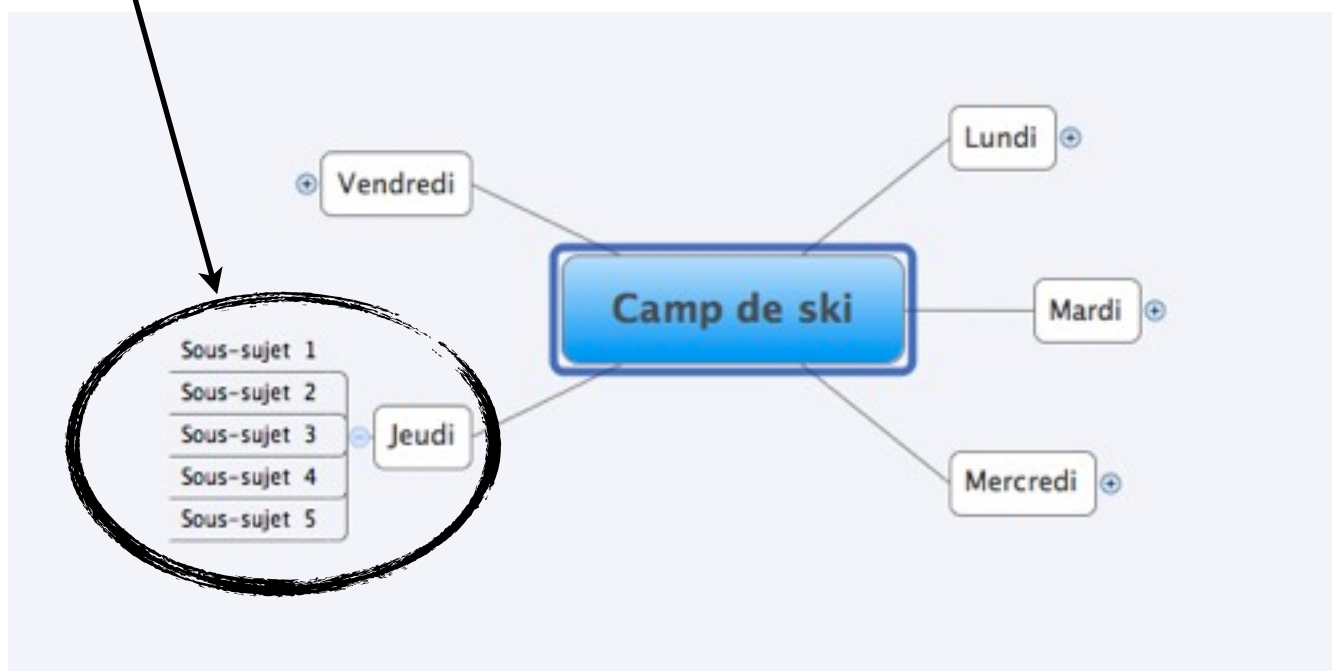 Lundi
Vendredi
Camp de ski
Mardi
Sous-sujet 1
Sous-sujet 2
Sous-sujet 3
Jeudi
Sous-sujet 4
Sous-sujet 5
Mercredi